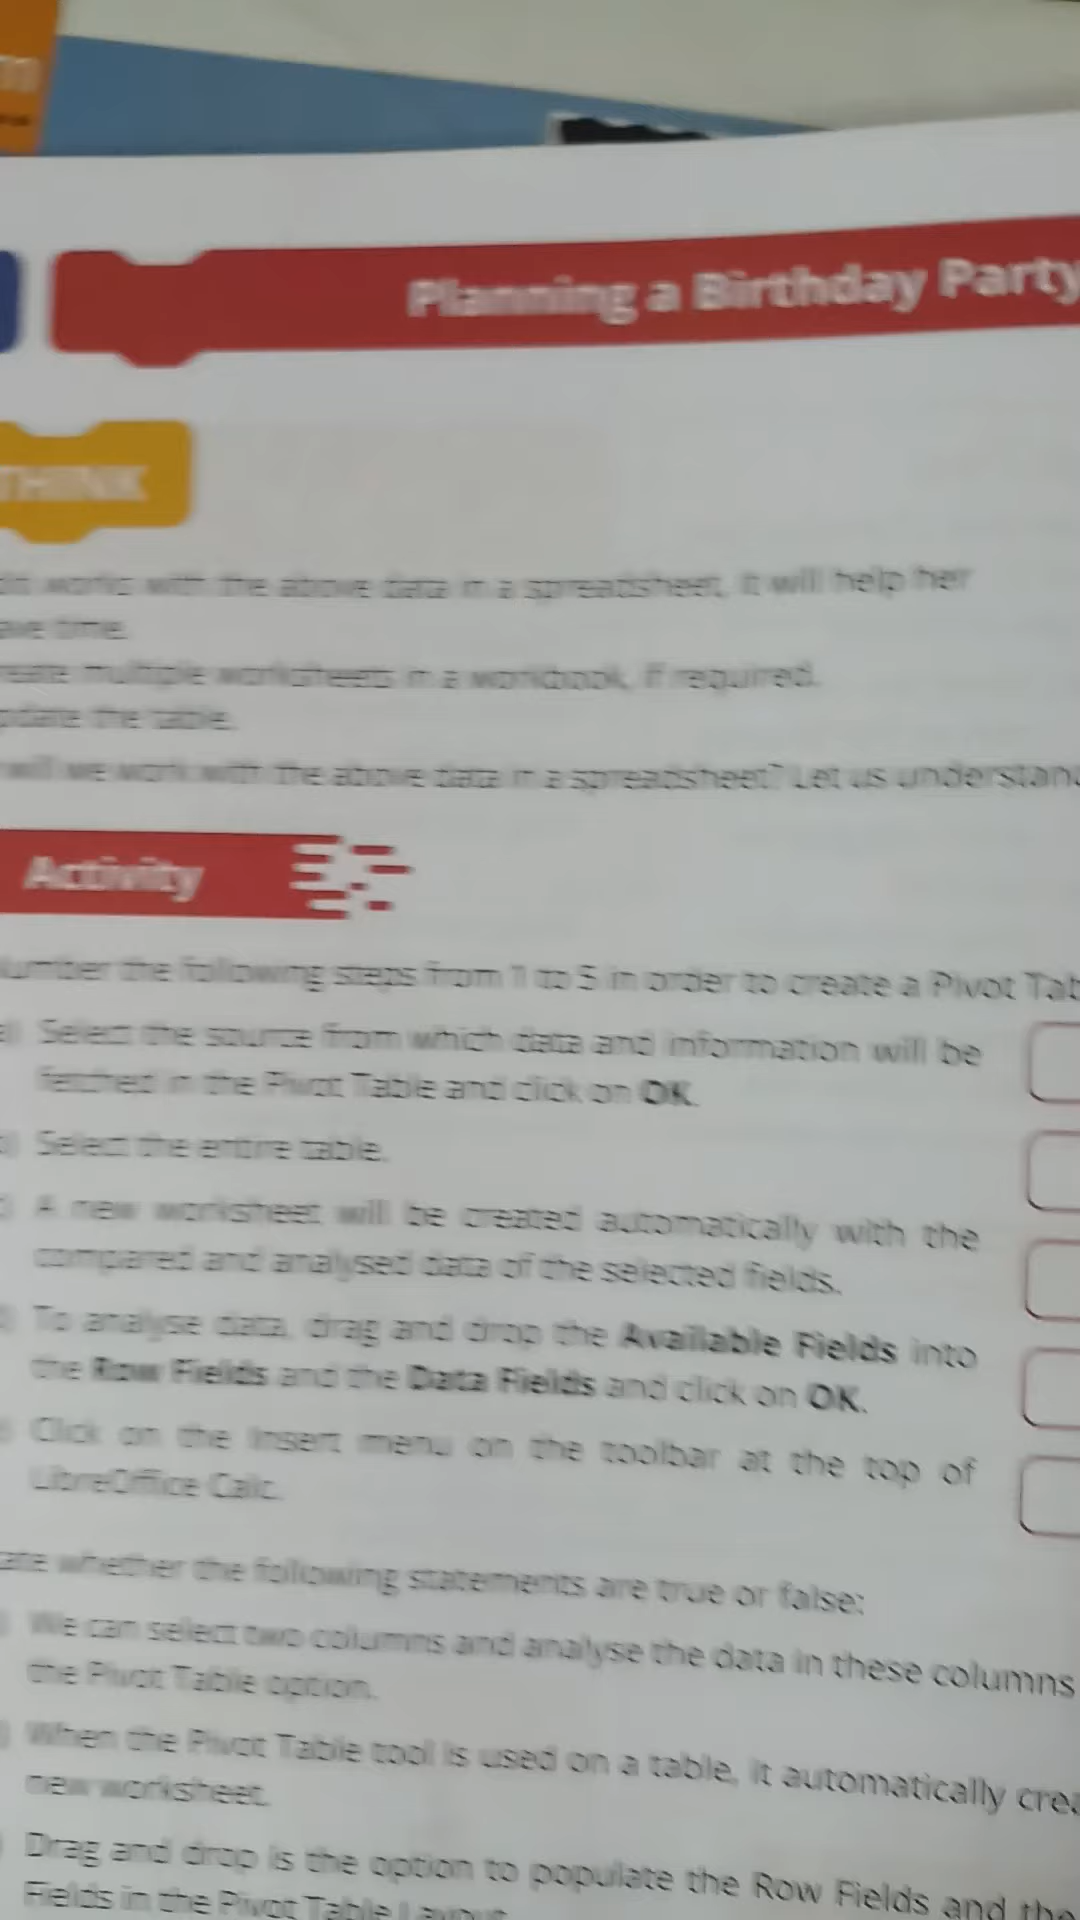 Planning a Birthday Party
THINK
works with the above data in a spreadsheet, it will help her
time.
multiple worksheets in a workbook, if required.
the table.
will we work with the above data in a spreadsheet? Let us understand
Activity
umber the following steps from 1 to 5 in order to create a Pivot Tab
Select the source from which data and information will be
fetched in the Pivot Table and click on OK.
Select the entire table.
A new worksheet will be created automatically with the
compared and analysed data of the selected fields.
To analyse data, drag and drop the Available Fields into
the Row Fields and the Data Fields and click on OK.
Click on the Insert menu on the toolbar at the top of
LibreOffice Calc.
ate whether the following statements are true or false:
We can select two columns and analyse the data in these columns
the Pivot Table option.
When the Pivot Table tool is used on a table, it automatically crea
new worksheet.
Drag and drop is the option to populate the Row Fields and the
Fields in the Pivot Table Layout